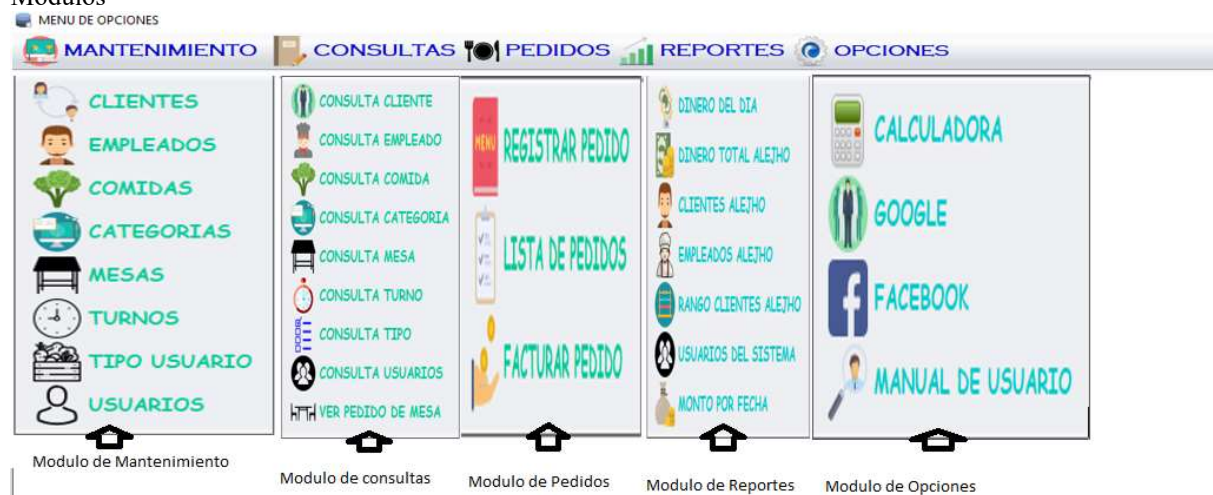 Modulos
MENU DE OPCIONES
MANTENIMIENTO CONSULTAS PEDIDOS REPORTES OPCIONES
CLIENTES
EMPLEADOS
COMIDAS
CATEGORIAS
MESAS
TURNOS
TIPO USUARIO
USUARIOS
Modulo de Mantenimiento
CONSULTA CLIENTE
CONSULTA EMPLEADO
CONSULTA COMIDA
CONSULTA CATEGORIA
CONSULTA MESA
CONSULTA TURNO
CONSULTA TIPO
CONSULTA USUARIOS
VER PEDIDO DE MESA
Modulo de consultas
MENU
REGISTRAR PEDIDO
LISTA DE PEDIDOS
FACTURAR PEDIDO
Modulo de Pedidos
DINERO DEL DIA
DINERO TOTAL ALEJHO
CLIENTES ALEJHO
EMPLEADOS ALEJHO
RANGO CLIENTES ALEJHO
USUARIOS DEL SISTEMA
MONTO POR FECHA
Modulo de Reportes
CALCULADORA
GOOGLE
FACEBOOK
MANUAL DE USUARIO
Modulo de Opciones